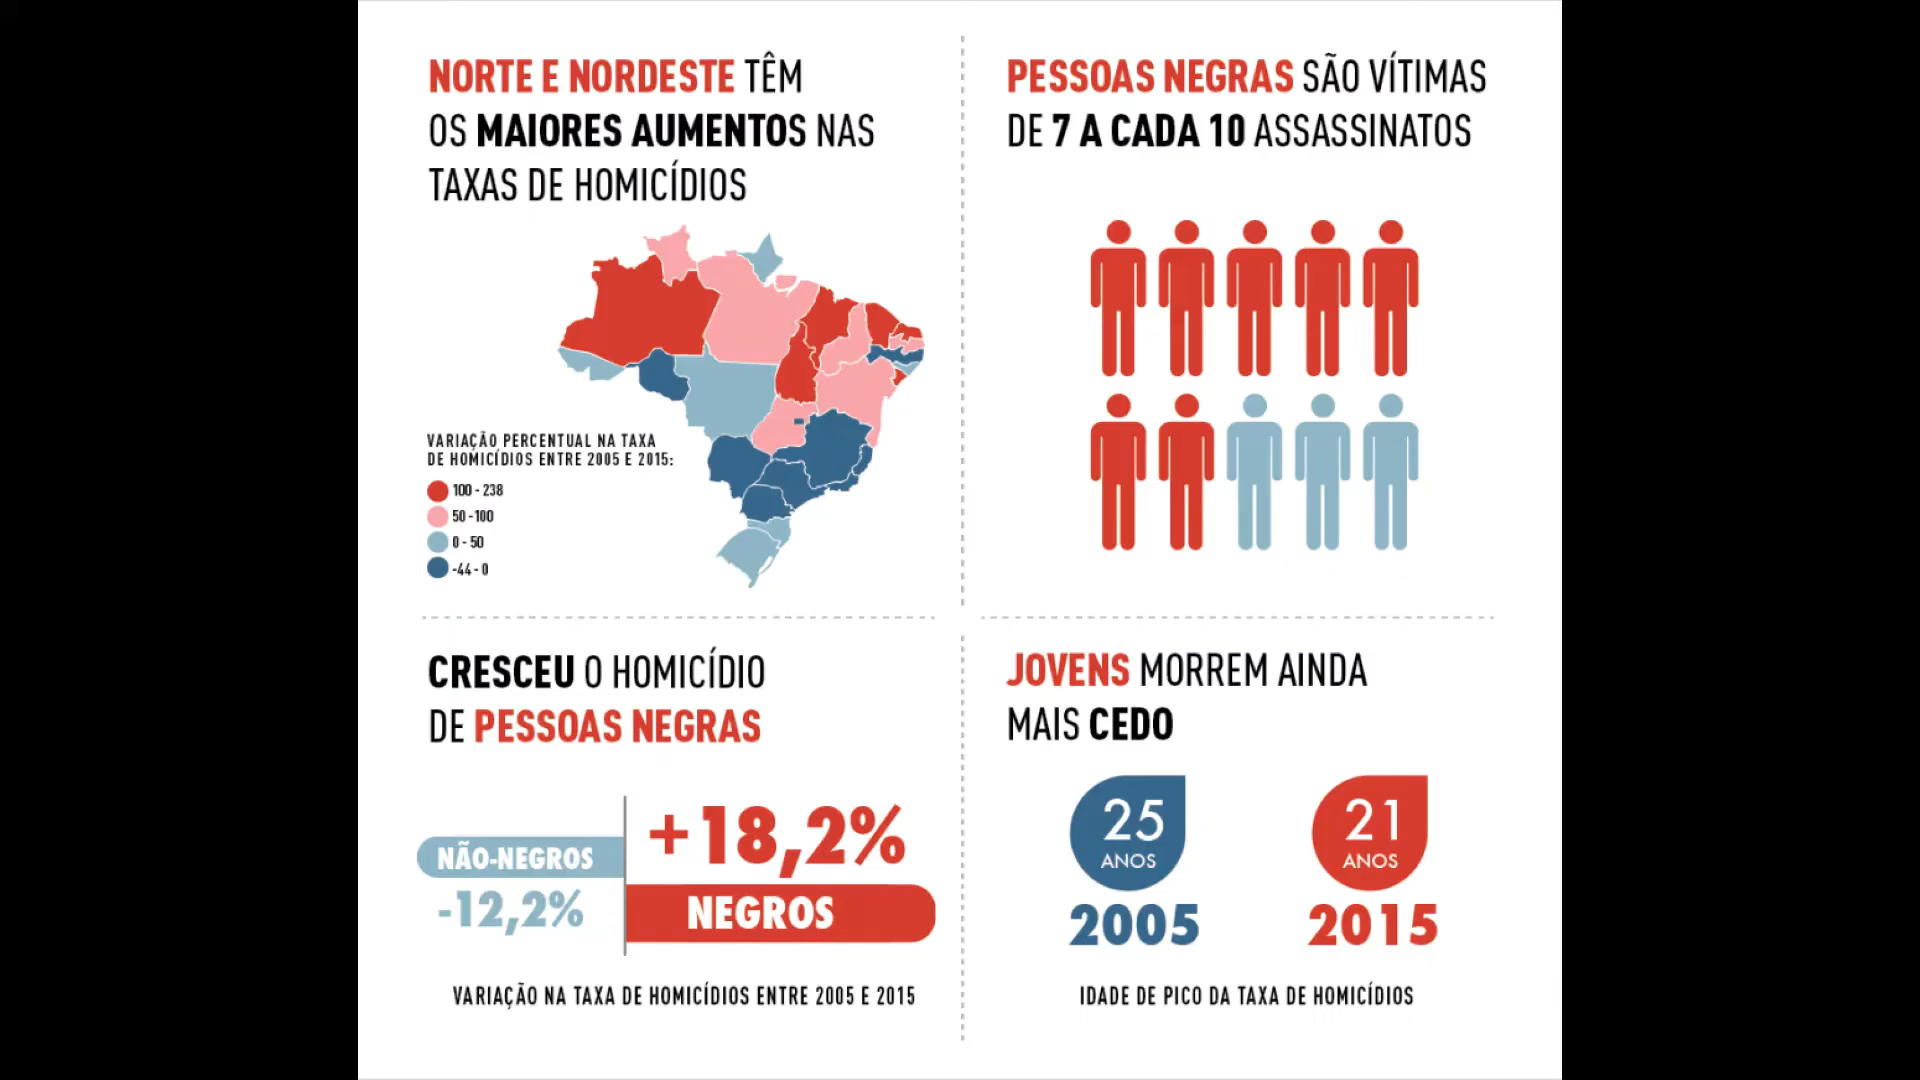 NORTE E NORDESTE TÊM
OS MAIORES AUMENTOS NAS
TAXAS DE HOMICÍDIOS
VARIAÇÃO PERCENTUAL NA TAXA
DE HOMICÍDIOS ENTRE 2005 E 2015:
100 - 238
50 - 100
0 - 50
-44 - 0
PESSOAS NEGRAS SÃO VÍTIMAS
DE 7 A CADA 10 ASSASSINATOS
CRESCEU O HOMICÍDIO
DE PESSOAS NEGRAS
NÃO-NEGROS
-12,2%
+18,2%
NEGROS
VARIAÇÃO NA TAXA DE HOMICÍDIOS ENTRE 2005 E 2015
JOVENS MORREM AINDA
MAIS CEDO
25
ANOS
2005
21
ANOS
2015
IDADE DE PICO DA TAXA DE HOMICÍDIOS